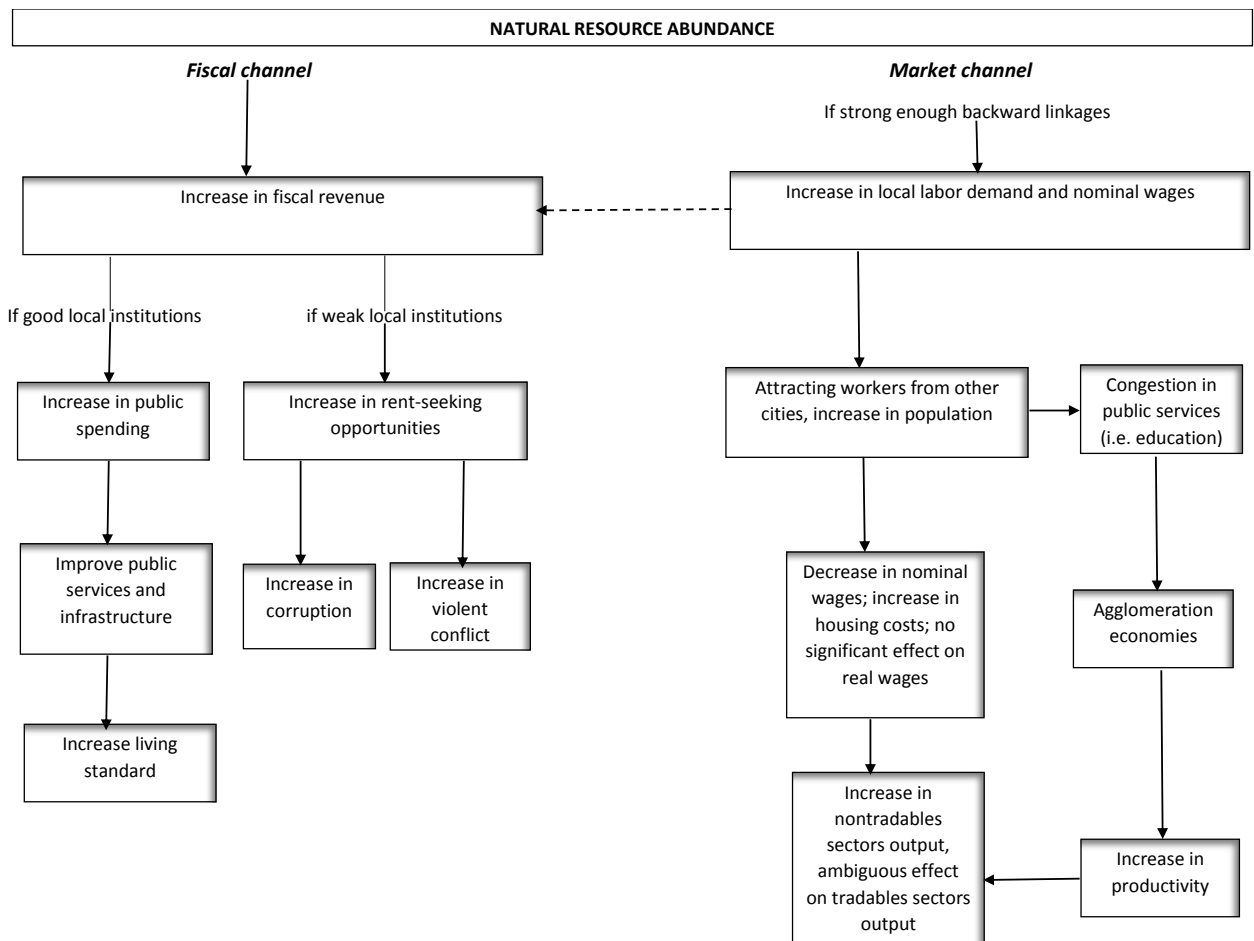 NATURAL RESOURCE ABUNDANCE
Fiscal channel
Market channel
If strong enough backward linkages
Increase in fiscal revenue
Increase in local labor demand and nominal wages
If good local institutions
if weak local institutions
Increase in public
spending
Increase in rent-seeking
opportunities
Attracting workers from other
cities, increase in population
Congestion in
public services
(i.e. education)
Improve public
services and
infrastructure
Increase in
corruption
Increase in
violent
conflict
Decrease in nominal
wages; increase in
housing costs; no
significant effect on
real wages
Agglomeration
economies
Increase living
standard
Increase in
nontradables
sectors output,
ambiguous effect
on tradables sectors
output
Increase in
productivity